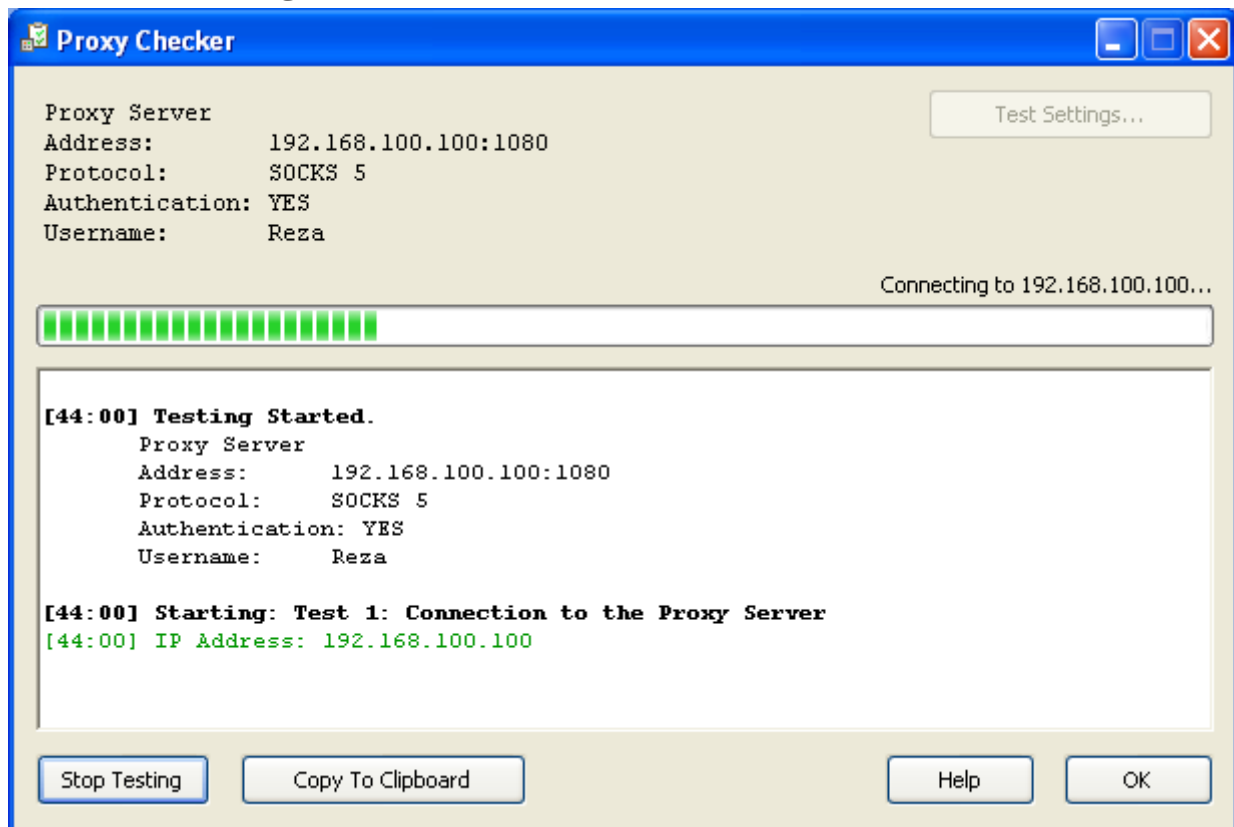 Proxy Checker
Proxy Server
Test Settings...
Address: 192.168.100.100:1080
Protocol: SOCKS 5
Authentication: YES
Username: Reza
Connecting to 192.168.100.100...
[44:00] Testing Started.
Proxy Server
Address: 192.168.100.100:1080
Protocol: SOCKS 5
Authentication: YES
Username: Reza
[44:00] Starting: Test 1: Connection to the Proxy Server
[44:00] IP Address: 192.168.100.100
Stop Testing
Copy To Clipboard
Help
OK